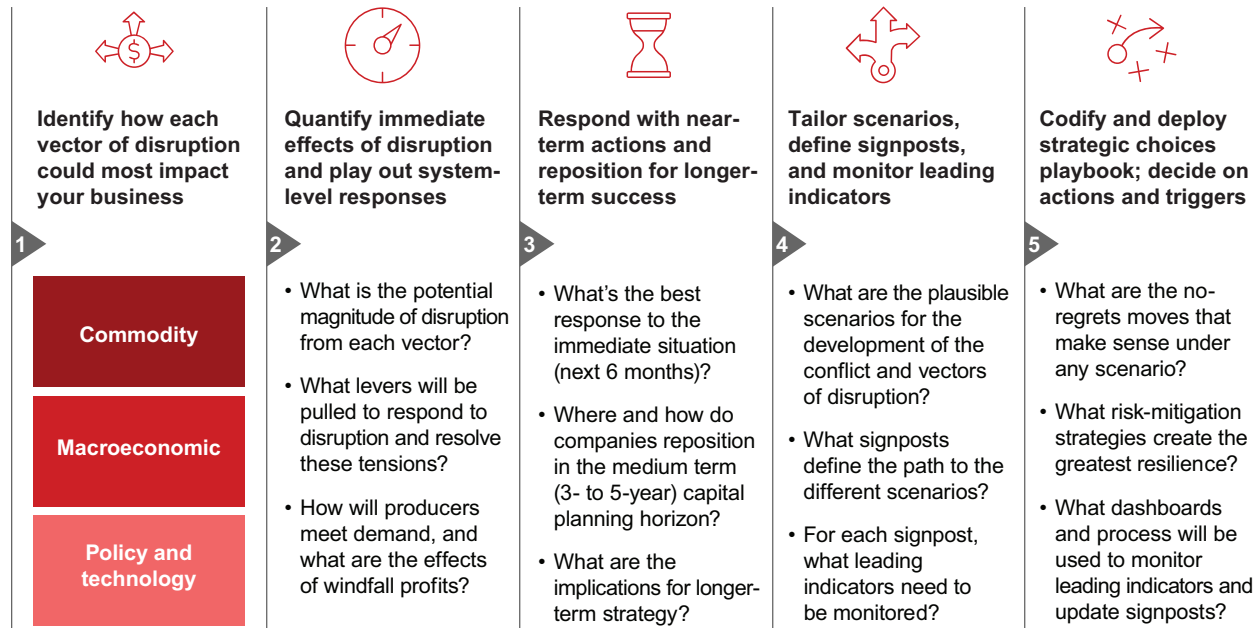 $
Identify how each
vector of disruption
could most impact
your business
1
Commodity
Macroeconomic
Policy and
technology
Quantify immediate
effects of disruption
and play out system-
level responses
2
• What is the potential
magnitude of disruption
from each vector?
• What levers will be
pulled to respond to
disruption and resolve
these tensions?
• How will producers
meet demand, and
what are the effects
of windfall profits?
Respond with near-
term actions and
reposition for longer-
term success
3
• What's the best
response to the
immediate situation
(next 6 months)?
• Where and how do
companies reposition
in the medium term
(3- to 5-year) capital
planning horizon?
• What are the
implications for longer-
term strategy?
Tailor scenarios,
define signposts,
and monitor leading
indicators
4
• What are the plausible
scenarios for the
development of the
conflict and vectors
of disruption?
• What signposts
define the path to the
different scenarios?
• For each signpost,
what leading
indicators need to
be monitored?
Codify and deploy
strategic choices
playbook; decide on
actions and triggers
5
• What are the no-
regrets moves that
make sense under
any scenario?
• What risk-mitigation
strategies create the
greatest resilience?
• What dashboards
and process will be
used to monitor
leading indicators and
update signposts?